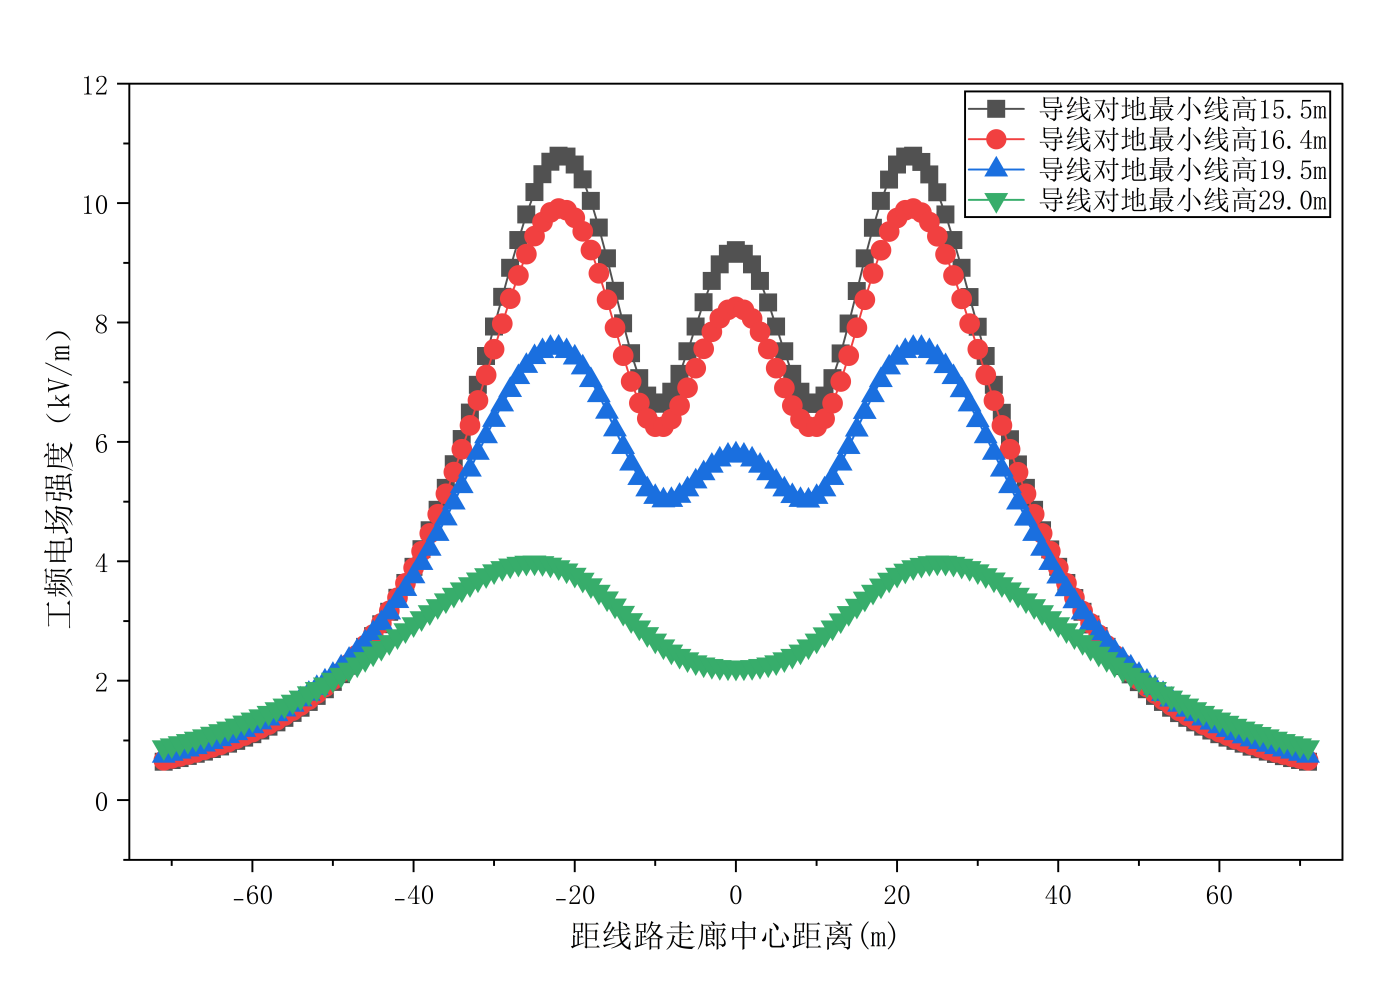 导线对地最小线高15.5m
导线对地最小线高16.4m
导线对地最小线高19.5m
导线对地最小线高29.0m
12
10
8
6
4
2
0
工频电场强度（kV/m）
-60
-40
-20
0
20
40
60
距线路走廊中心距离(m)